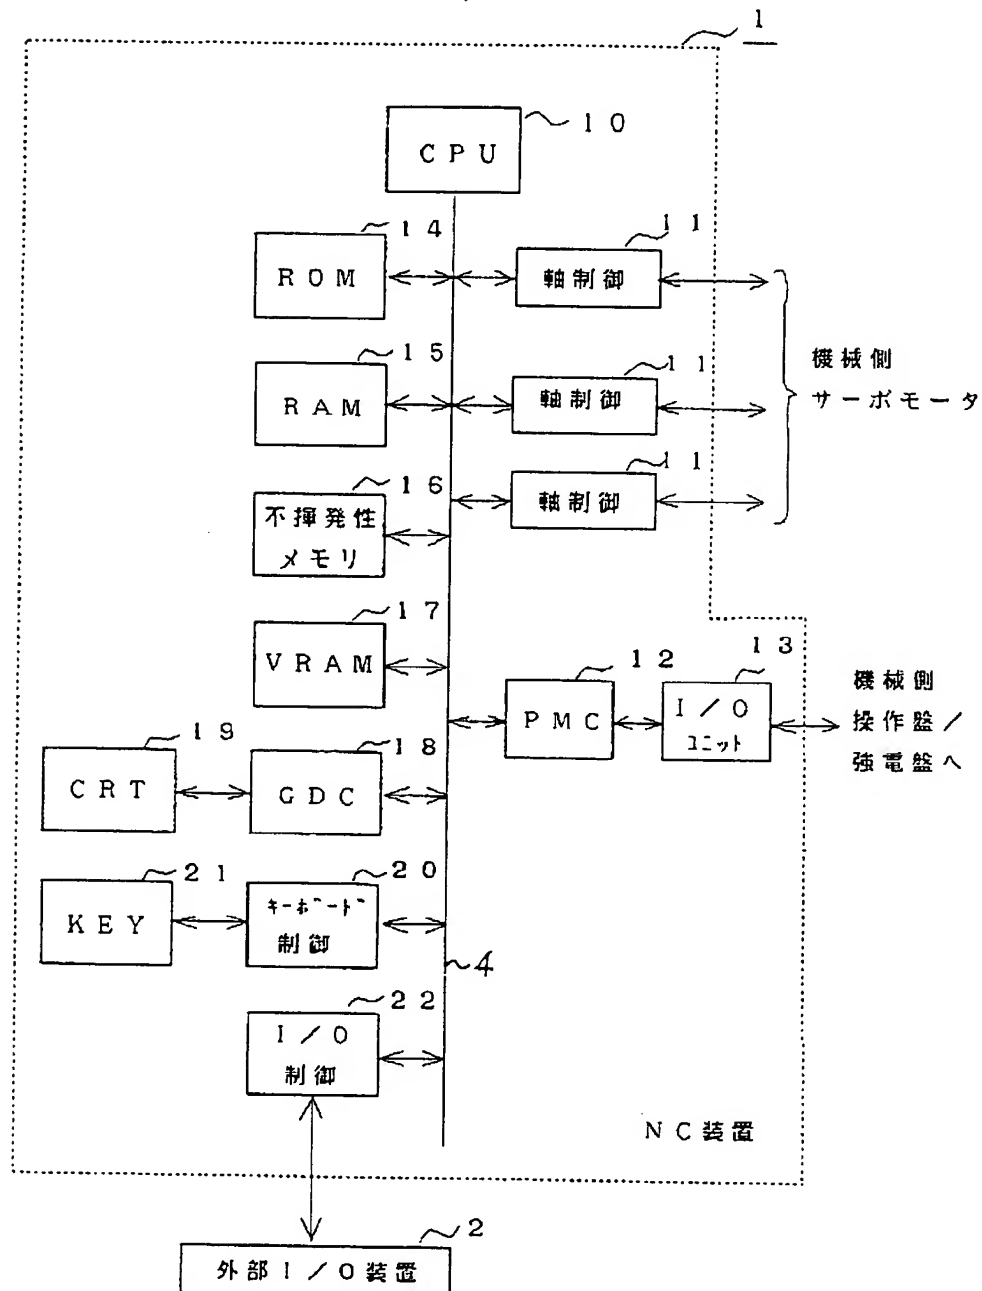 1
10
CPU
14
11
ROM
軸制御
15
11
機械側
RAM
軸制御
サーボモータ
16
11
不揮発性
メモリ
軸制御
17
VRAM
12
13
機械側
PMC
I/O
ユニット
操作盤/
強電盤へ
19
18
CRT
GDC
21
20
KEY
キーボード
制御
4
22
I/O
制御
NC装置
2
外部I/O装置